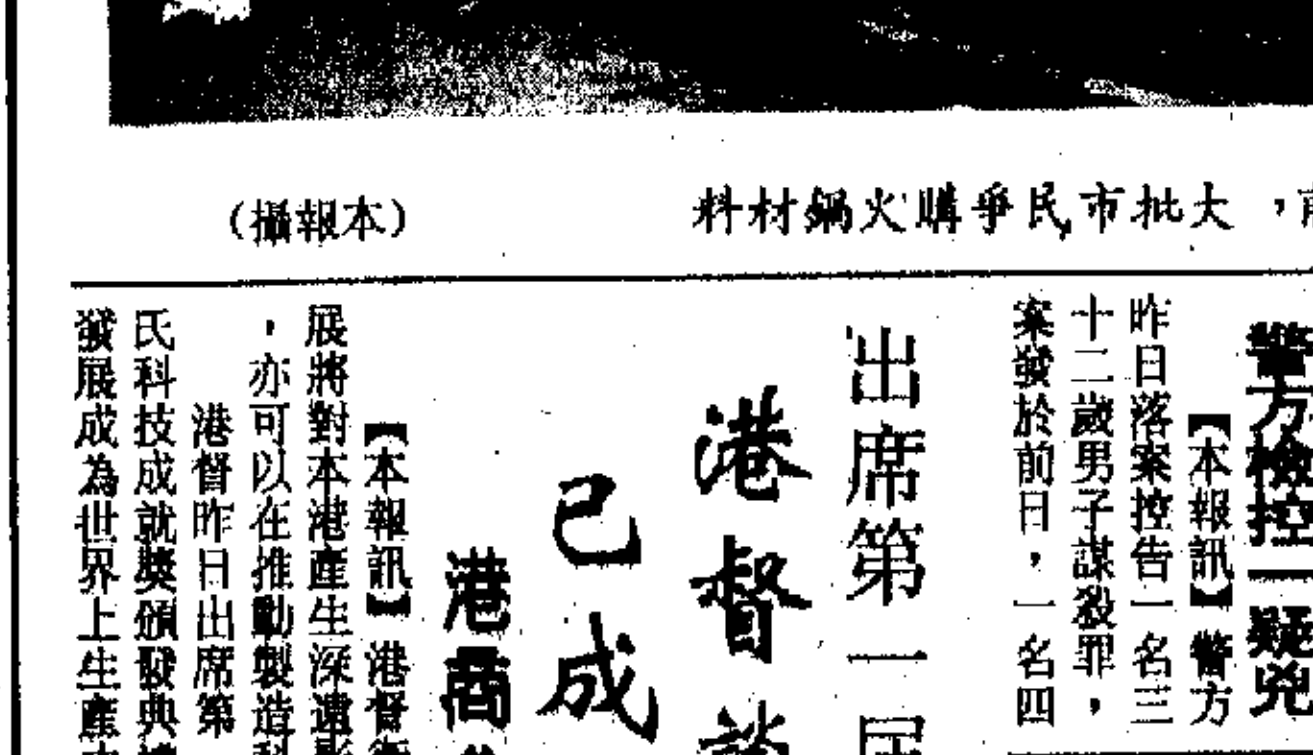 大批市民爭購火鍋材料
（本報攝）
警方檢控一疑兇
【本報訊】警方
昨日落案控告一名三
十二歲男子謀殺罪，
案發於前日，一名四
出席第一屆
港督談
已成
港商
【本報訊】港督衛
展將對本港產生深遠影
，亦可以在推動製造科
港督昨日出席第
氏科技成就獎頒發典禮
發展成為世界上生產